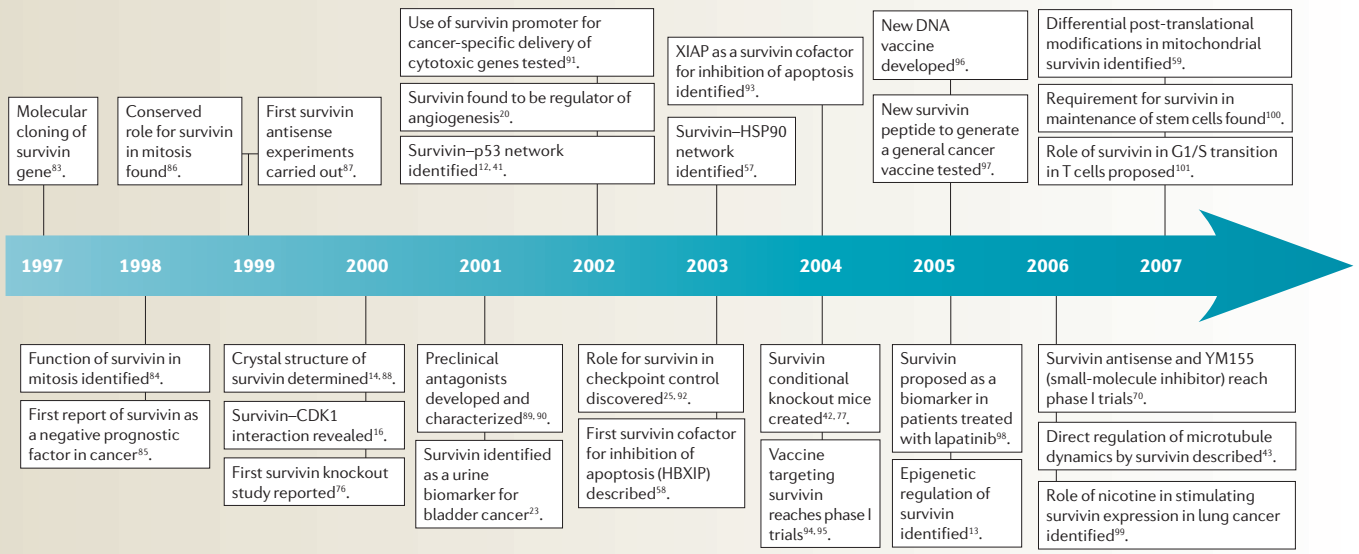 Molecular
cloning of
survivin
gene⁸³.
Conserved
role for survivin
in mitosis
found⁸⁶.
First survivin
antisense
experiments
carried out⁸⁷.
Use of survivin promoter for
cancer-specific delivery of
cytotoxic genes tested⁹¹.
Survivin found to be regulator of
angiogenesis²⁰.
Survivin–p53 network
identified¹²,⁴¹.
XIAP as a survivin cofactor
for inhibition of apoptosis
identified⁹³.
Survivin–HSP90
network
identified⁵⁷.
New DNA
vaccine
developed⁹⁶.
New survivin
peptide to generate
a general cancer
vaccine tested⁹⁷.
Differential post-translational
modifications in mitochondrial
survivin identified⁵⁹.
Requirement for survivin in
maintenance of stem cells found¹⁰⁰.
Role of survivin in G1/S transition
in T cells proposed¹⁰¹.
1997 1998 1999 2000 2001 2002 2003 2004 2005 2006 2007
Function of survivin in
mitosis identified⁸⁴.
First report of survivin as
a negative prognostic
factor in cancer⁸⁵.
Crystal structure of
survivin determined¹⁴,⁸⁸.
Survivin–CDK1
interaction revealed¹⁶.
First survivin knockout
study reported⁷⁶.
Preclinical
antagonists
developed and
characterized⁸⁹,⁹⁰.
Survivin identified
as a urine
biomarker for
bladder cancer²³.
Role for survivin in
checkpoint control
discovered²⁵,⁹².
First survivin cofactor
for inhibition of
apoptosis (HBXIP)
described⁵⁸.
Survivin
conditional
knockout mice
created⁴²,⁷⁷.
Vaccine
targeting
survivin
reaches phase I
trials⁹⁴,⁹⁵.
Survivin
proposed as a
biomarker in
patients treated
with lapatinib⁹⁸.
Epigenetic
regulation of
survivin
identified¹³.
Survivin antisense and YM155
(small-molecule inhibitor) reach
phase I trials⁷⁰.
Direct regulation of microtubule
dynamics by survivin described⁴³.
Role of nicotine in stimulating
survivin expression in lung cancer
identified⁹⁹.